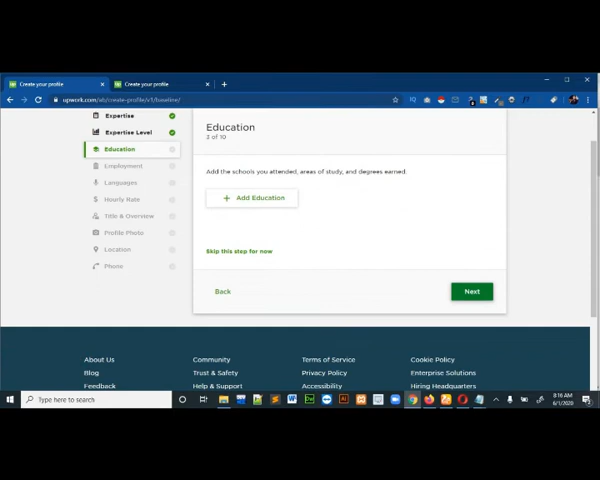 Create your profile
Create your profile
upwork.com/ab/create-profile/v3/baseline/
Expertise
Expertise Level
Education
Employment
Languages
Hourly Rate
Title & Overview
Profile Photo
Location
Phone
Education
3 of 10
Add the schools you attended, areas of study, and degrees earned.
+ Add Education
Skip this step for now
Back
Next
About Us
Community
Terms of Service
Cookie Policy
Blog
Trust & Safety
Privacy Policy
Enterprise Solutions
Feedback
Help & Support
Accessibility
Hiring Headquarters
Type here to search
8:16 AM
6/1/2020